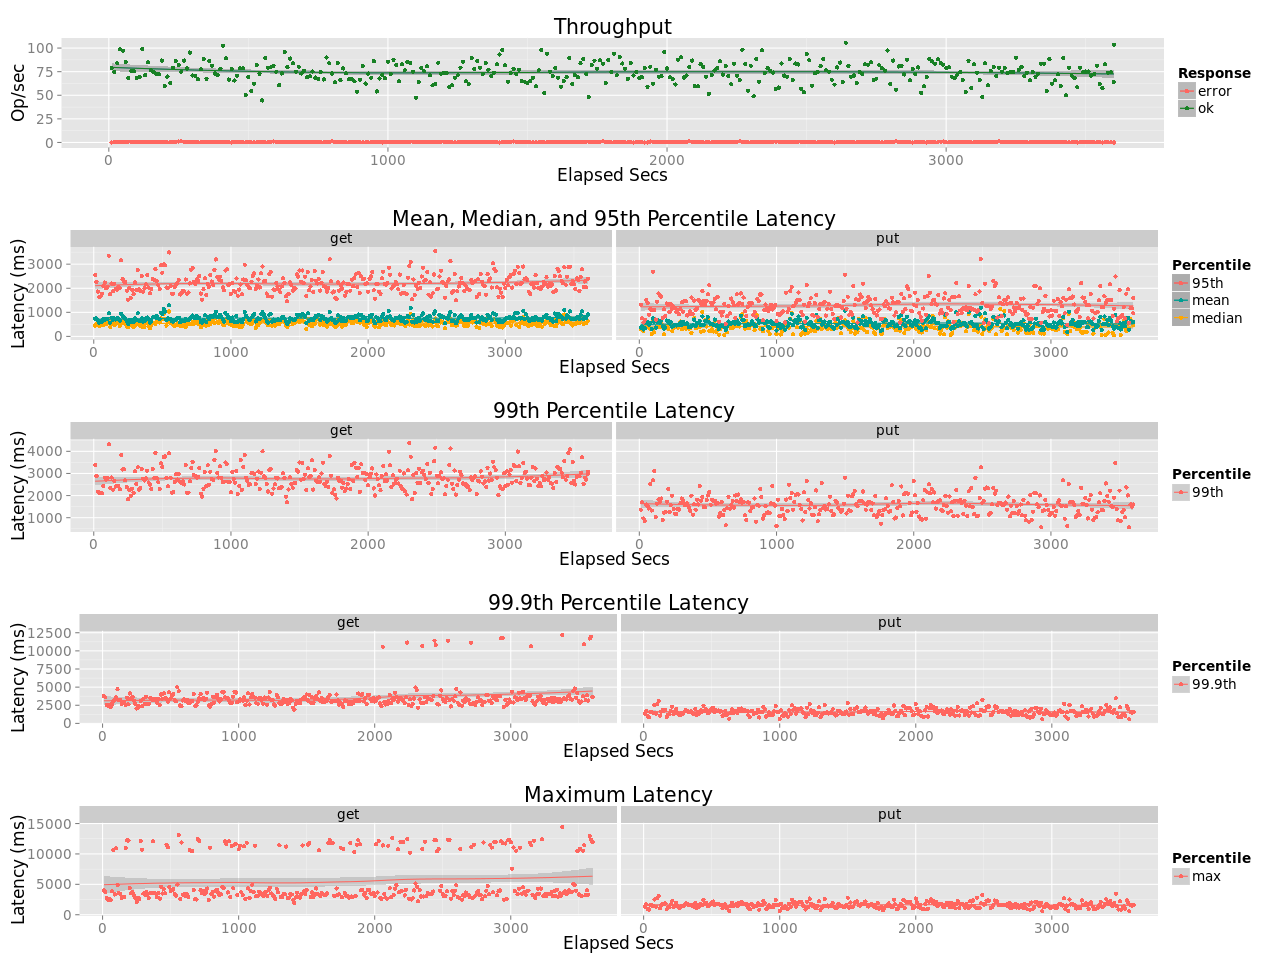 Throughput
Op/sec
100
75
50
25
0
0 1000 2000 3000
Elapsed Secs
Response
error
ok
Mean, Median, and 95th Percentile Latency
get put
Latency (ms)
3000
2000
1000
0
0 1000 2000 3000 0 1000 2000 3000
Elapsed Secs
Percentile
95th
mean
median
99th Percentile Latency
get put
Latency (ms)
4000
3000
2000
1000
0 1000 2000 3000 0 1000 2000 3000
Elapsed Secs
Percentile
99th
99.9th Percentile Latency
get put
Latency (ms)
12500
10000
7500
5000
2500
0
0 1000 2000 3000 0 1000 2000 3000
Elapsed Secs
Percentile
99.9th
Maximum Latency
get put
Latency (ms)
15000
10000
5000
0
0 1000 2000 3000 0 1000 2000 3000
Elapsed Secs
Percentile
max